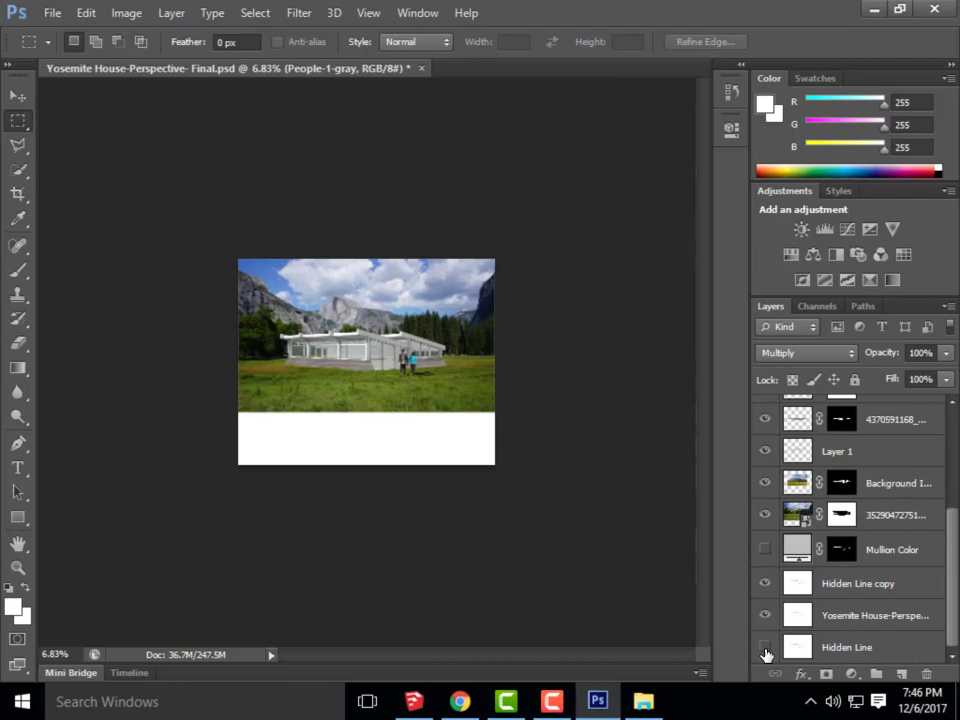 Ps File Edit Image Layer Type Select Filter 3D View Window Help
Feather: 0 px Anti-alias Style: Normal Width: Height: Refine Edge...
Yosemite House-Perspective- Final.psd @ 6.83% (People-1-gray, RGB/8#) * ×
Color Swatches
R 255
G 255
B 255
Adjustments Styles
Add an adjustment
Layers Channels Paths
Kind
Multiply Opacity: 100%
Lock: Fill: 100%
4370591168_...
Layer 1
Background I...
35290472751...
Mullion Color
Hidden Line copy
Yosemite House-Perspe...
Hidden Line
6.83% Doc: 36.7M/247.5M
Mini Bridge Timeline
Search Windows
Ps
7:46 PM
12/6/2017